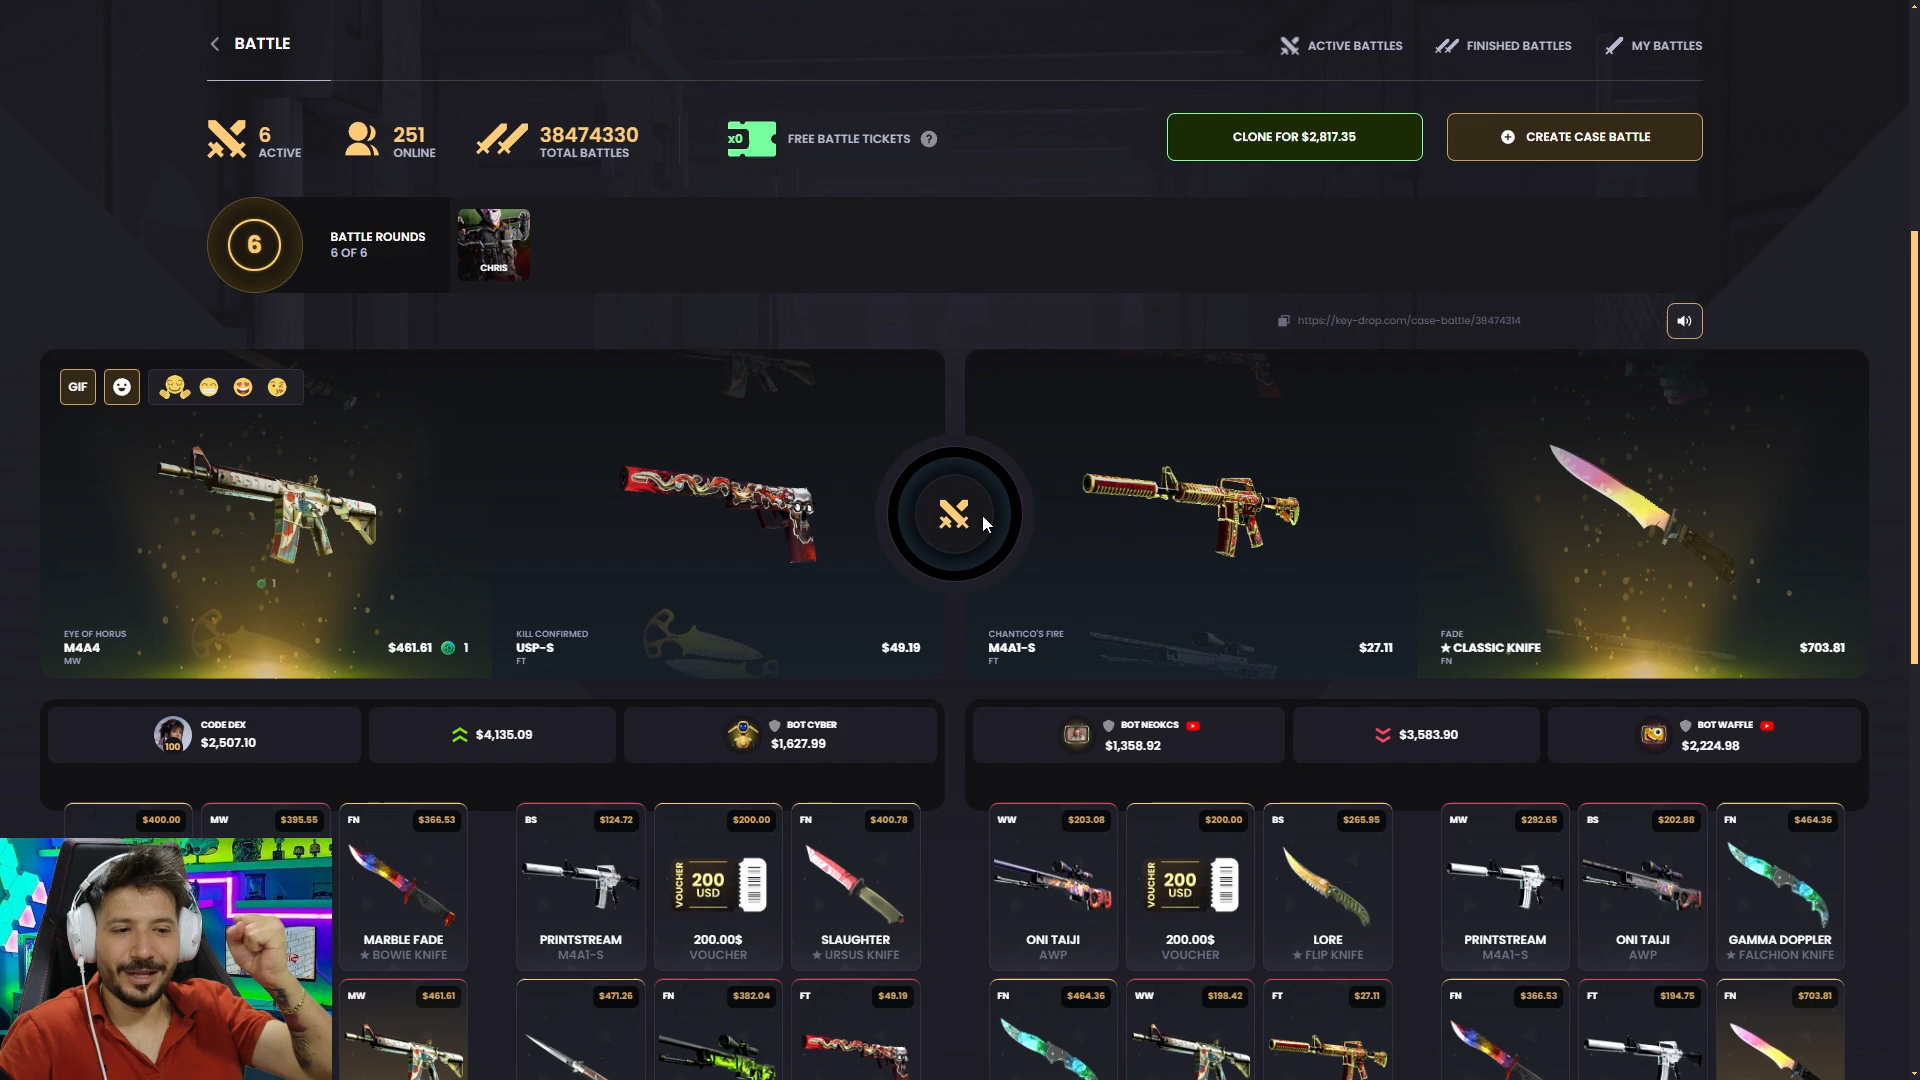 BATTLE
ACTIVE BATTLES
FINISHED BATTLES
MY BATTLES
6
ACTIVE
251
ONLINE
38474330
TOTAL BATTLES
x0
FREE BATTLE TICKETS ?
CLONE FOR $2,817.35
CREATE CASE BATTLE
6
BATTLE ROUNDS
6 OF 6
CHRIS
https://key-drop.com/case-battle/38474314
GIF
1
EYE OF HORUS
M4A4
MW
$461.61 1
KILL CONFIRMED
USP-S
FT
$49.19
CHANTICO'S FIRE
M4A1-S
FT
$27.11
FADE
★ CLASSIC KNIFE
FN
$703.81
100
CODE DEX
$2,507.10
$4,135.09
BOT CYBER
$1,627.99
BOT NEOKCS
$1,358.92
$3,583.90
BOT WAFFLE
$2,224.98
$400.00
MW $395.55
FN $366.53
MARBLE FADE
★ BOWIE KNIFE
BS $124.72
PRINTSTREAM
M4A1-S
$200.00
VOUCHER
200
USD
200.00$
VOUCHER
FN $400.78
SLAUGHTER
★ URSUS KNIFE
WW $203.08
ONI TAIJI
AWP
$200.00
VOUCHER
200
USD
200.00$
VOUCHER
BS $265.95
LORE
★ FLIP KNIFE
MW $292.65
PRINTSTREAM
M4A1-S
BS $202.88
ONI TAIJI
AWP
FN $464.36
GAMMA DOPPLER
★ FALCHION KNIFE
MW $461.61
$471.26
FN $382.04
FT $49.19
FN $464.36
WW $198.42
FT $27.11
FN $366.53
FT $194.75
FN $703.81